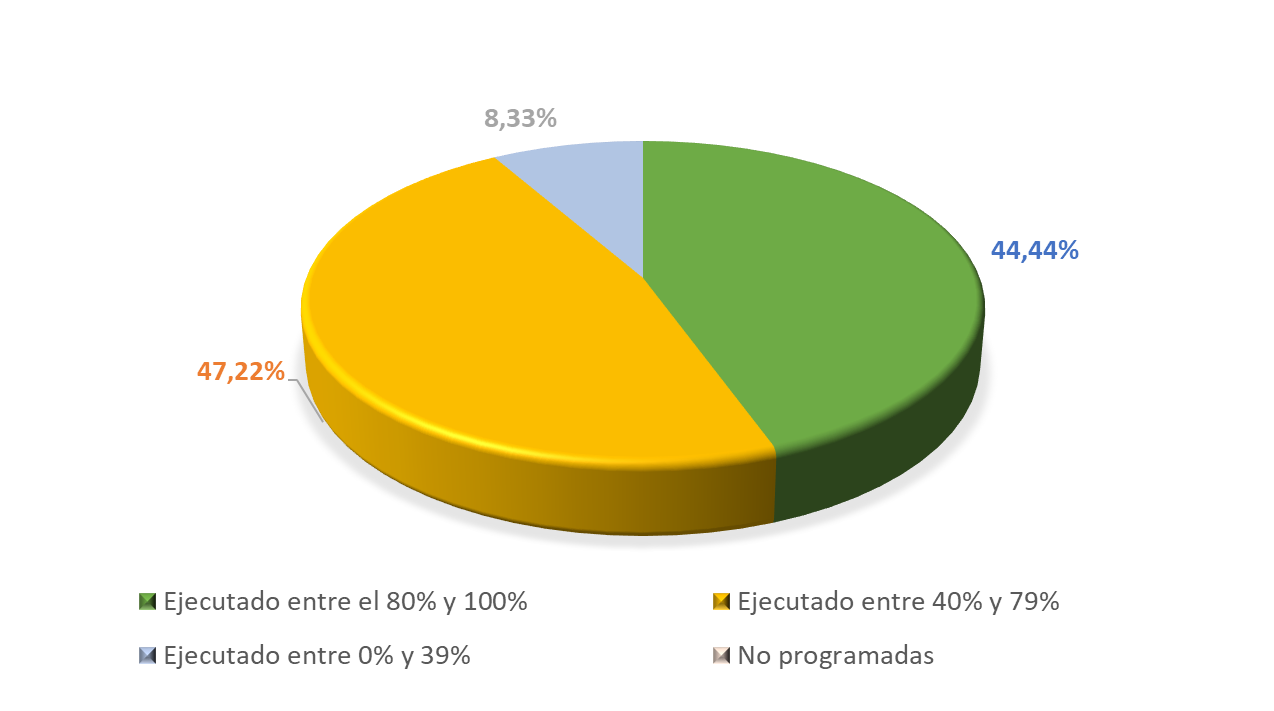 8,33%
44,44%
47,22%
Ejecutado entre el 80% y 100%
Ejecutado entre 40% y 79%
Ejecutado entre 0% y 39%
No programadas